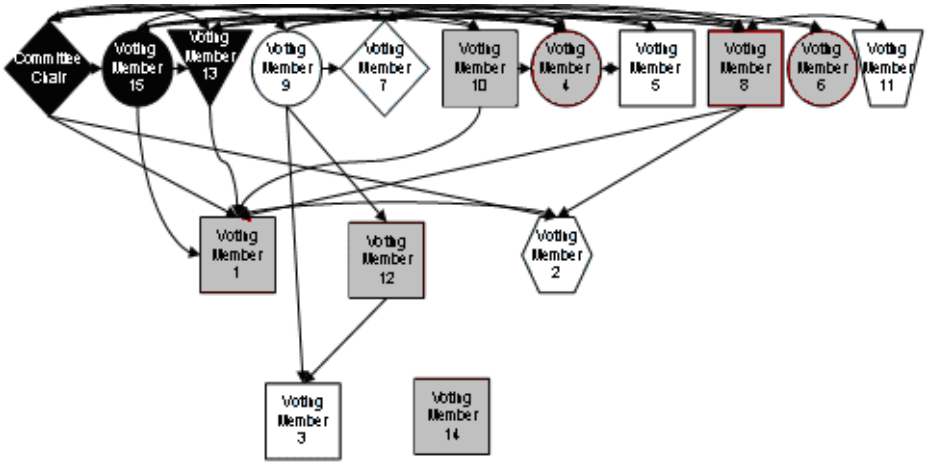 Committee
Chair
Voting
Member
15
Voting
Member
13
Voting
Member
9
Voting
Member
7
Voting
Member
10
Voting
Member
4
Voting
Member
5
Voting
Member
8
Voting
Member
6
Voting
Member
11
Voting
Member
1
Voting
Member
12
Voting
Member
2
Voting
Member
3
Voting
Member
14